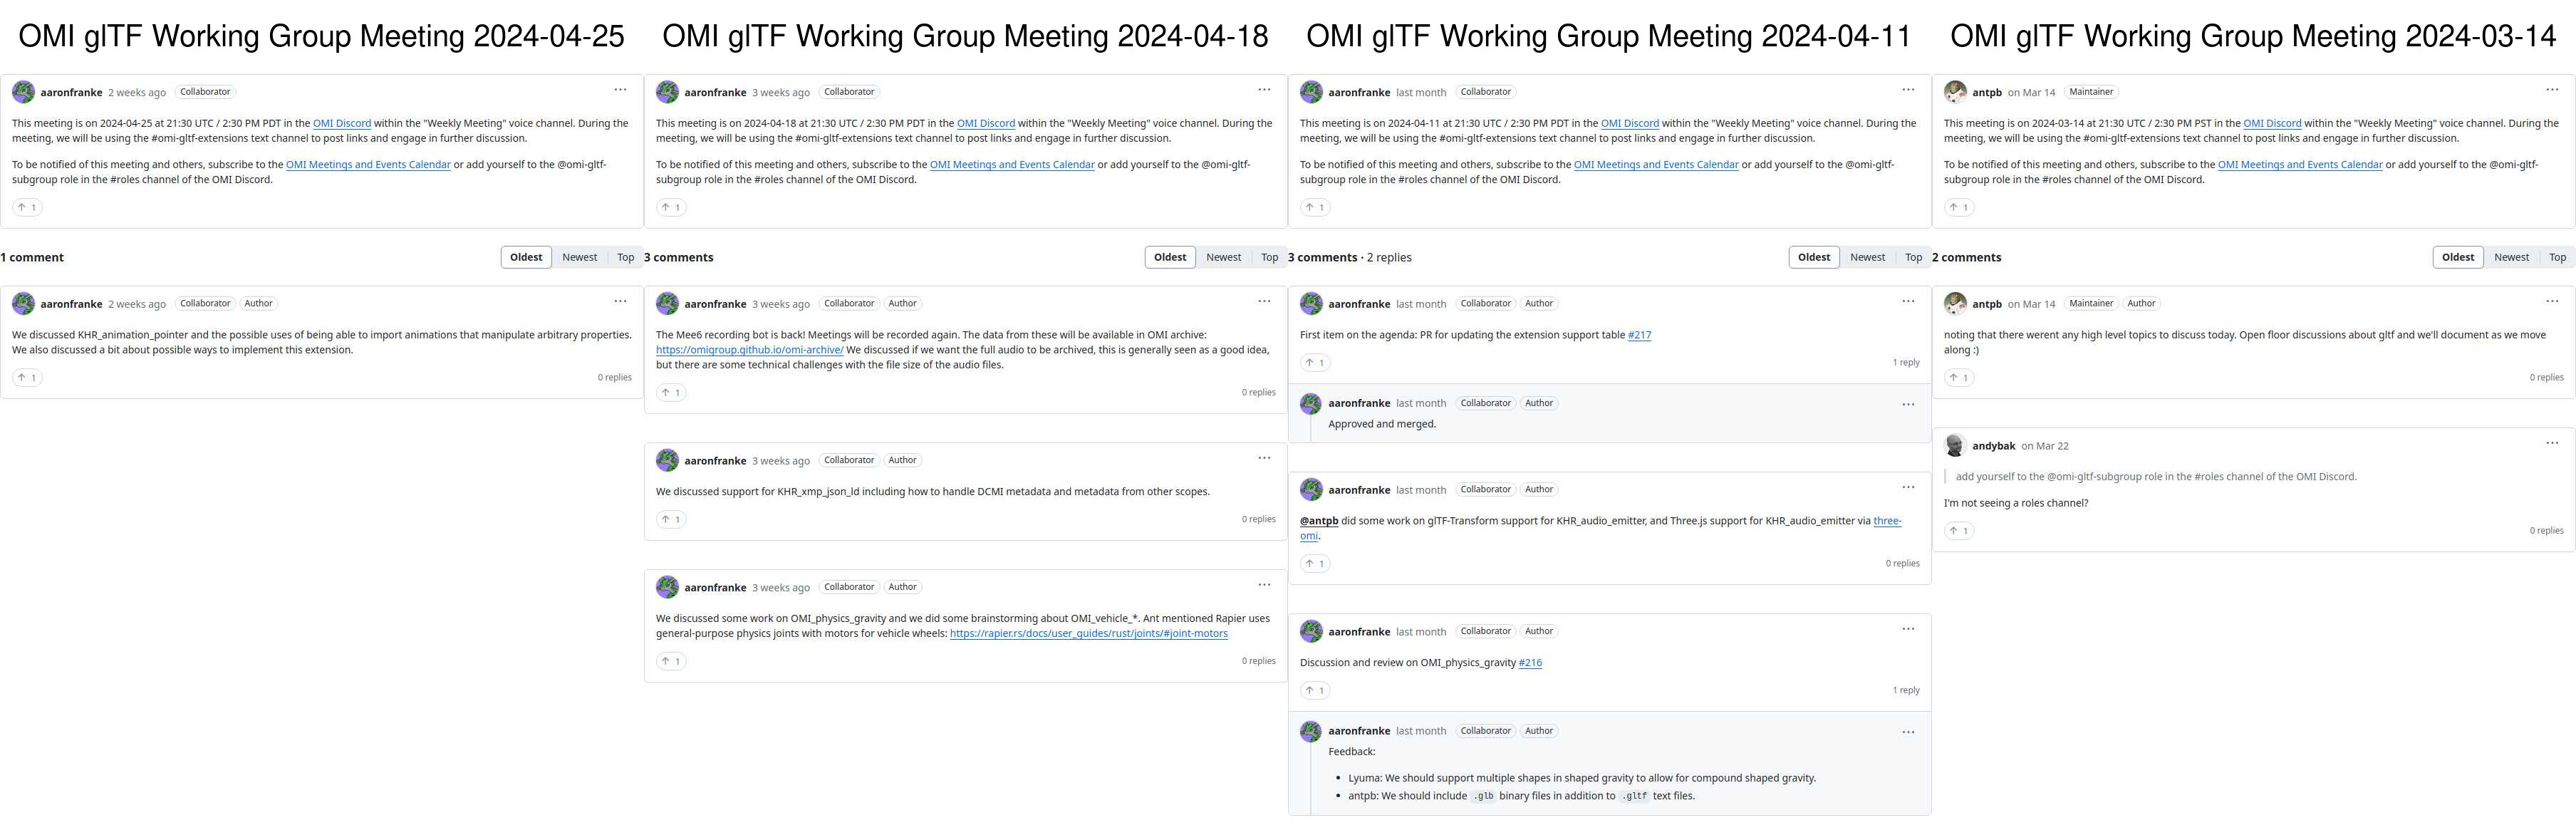 OMI glTF Working Group Meeting 2024-04-25
aaronfranke 2 weeks ago Collaborator ...
This meeting is on 2024-04-25 at 21:30 UTC / 2:30 PM PDT in the OMI Discord within the "Weekly Meeting" voice channel. During the
meeting, we will be using the #omi-gltf-extensions text channel to post links and engage in further discussion.
To be notified of this meeting and others, subscribe to the OMI Meetings and Events Calendar or add yourself to the @omi-gltf-
subgroup role in the #roles channel of the OMI Discord.
↑ 1
1 comment Oldest Newest Top
aaronfranke 2 weeks ago Collaborator Author ...
We discussed KHR_animation_pointer and the possible uses of being able to import animations that manipulate arbitrary properties.
We also discussed a bit about possible ways to implement this extension.
↑ 1 0 replies
OMI glTF Working Group Meeting 2024-04-18
aaronfranke 3 weeks ago Collaborator ...
This meeting is on 2024-04-18 at 21:30 UTC / 2:30 PM PDT in the OMI Discord within the "Weekly Meeting" voice channel. During the
meeting, we will be using the #omi-gltf-extensions text channel to post links and engage in further discussion.
To be notified of this meeting and others, subscribe to the OMI Meetings and Events Calendar or add yourself to the @omi-gltf-
subgroup role in the #roles channel of the OMI Discord.
↑ 1
3 comments Oldest Newest Top
aaronfranke 3 weeks ago Collaborator Author ...
The Mee6 recording bot is back! Meetings will be recorded again. The data from these will be available in OMI archive:
https://omigroup.github.io/omi-archive/ We discussed if we want the full audio to be archived, this is generally seen as a good idea,
but there are some technical challenges with the file size of the audio files.
↑ 1 0 replies
aaronfranke 3 weeks ago Collaborator Author ...
We discussed support for KHR_xmp_json_ld including how to handle DCMI metadata and metadata from other scopes.
↑ 1 0 replies
aaronfranke 3 weeks ago Collaborator Author ...
We discussed some work on OMI_physics_gravity and we did some brainstorming about OMI_vehicle_*. Ant mentioned Rapier uses
general-purpose physics joints with motors for vehicle wheels: https://rapier.rs/docs/user_guides/rust/joints/#joint-motors
↑ 1 0 replies
OMI glTF Working Group Meeting 2024-04-11
aaronfranke last month Collaborator ...
This meeting is on 2024-04-11 at 21:30 UTC / 2:30 PM PDT in the OMI Discord within the "Weekly Meeting" voice channel. During the
meeting, we will be using the #omi-gltf-extensions text channel to post links and engage in further discussion.
To be notified of this meeting and others, subscribe to the OMI Meetings and Events Calendar or add yourself to the @omi-gltf-
subgroup role in the #roles channel of the OMI Discord.
↑ 1
3 comments · 2 replies Oldest Newest Top
aaronfranke last month Collaborator Author ...
First item on the agenda: PR for updating the extension support table #217
↑ 1 1 reply
aaronfranke last month Collaborator Author ...
Approved and merged.
aaronfranke last month Collaborator Author ...
@antpb did some work on glTF-Transform support for KHR_audio_emitter, and Three.js support for KHR_audio_emitter via three-
omi.
↑ 1 0 replies
aaronfranke last month Collaborator Author ...
Discussion and review on OMI_physics_gravity #216
↑ 1 1 reply
aaronfranke last month Collaborator Author ...
Feedback:
• Lyuma: We should support multiple shapes in shaped gravity to allow for compound shaped gravity.
• antpb: We should include .glb binary files in addition to .gltf text files.
OMI glTF Working Group Meeting 2024-03-14
antpb on Mar 14 Maintainer ...
This meeting is on 2024-03-14 at 21:30 UTC / 2:30 PM PST in the OMI Discord within the "Weekly Meeting" voice channel. During the
meeting, we will be using the #omi-gltf-extensions text channel to post links and engage in further discussion.
To be notified of this meeting and others, subscribe to the OMI Meetings and Events Calendar or add yourself to the @omi-gltf-
subgroup role in the #roles channel of the OMI Discord.
↑ 1
2 comments Oldest Newest Top
antpb on Mar 14 Maintainer Author ...
noting that there werent any high level topics to discuss today. Open floor discussions about gltf and we'll document as we move
along :)
↑ 1 0 replies
andybak on Mar 22 ...
add yourself to the @omi-gltf-subgroup role in the #roles channel of the OMI Discord.
I'm not seeing a roles channel?
↑ 1 0 replies